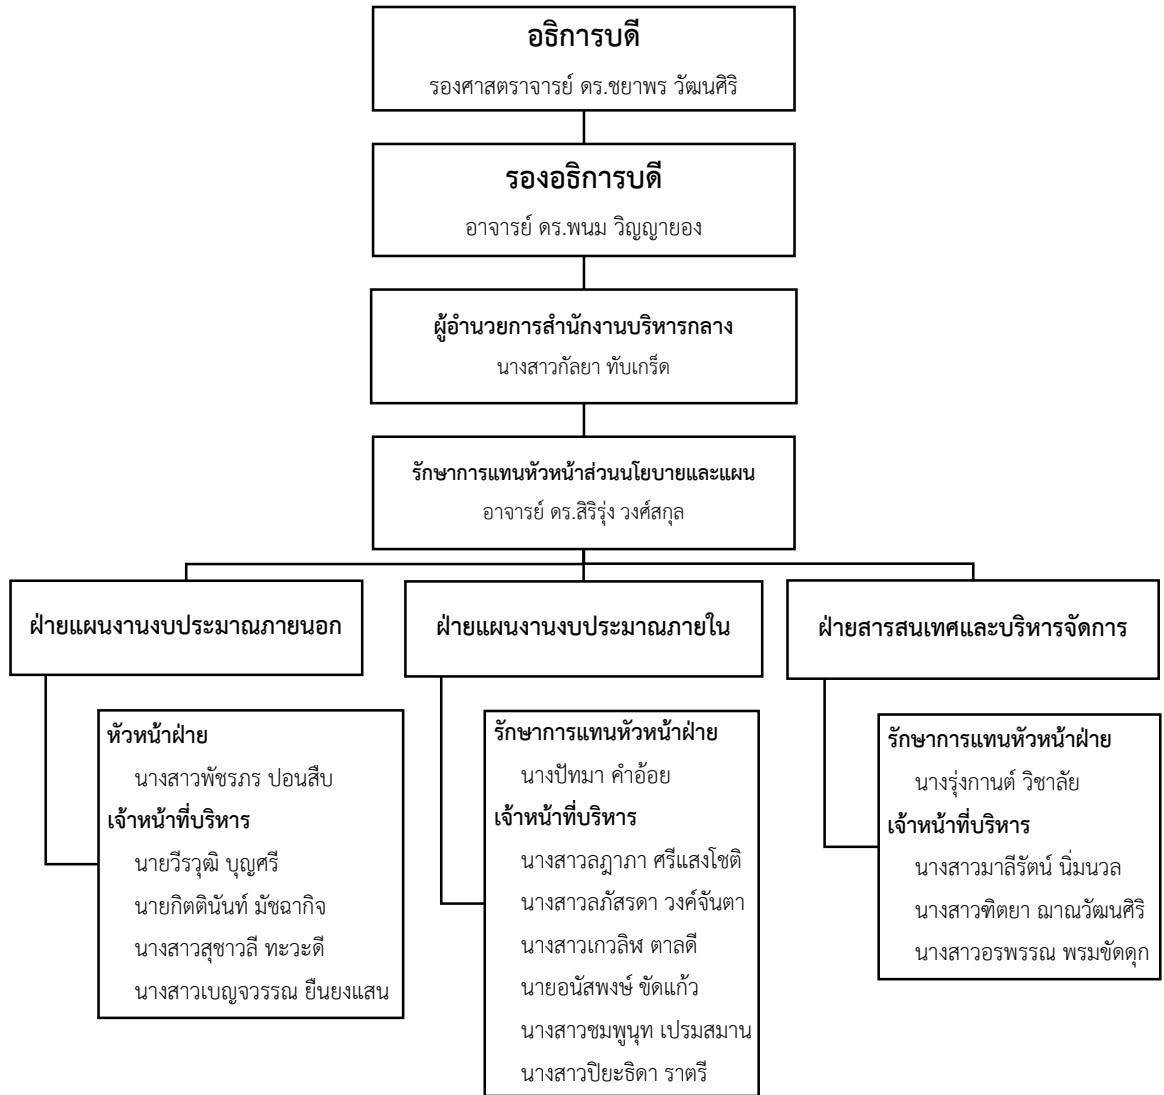 อธิการบดี
รองศาสตราจารย์ ดร.ชยาพร วัฒนศิริ
รองอธิการบดี
อาจารย์ ดร.พนม วิญญายอง
ผู้อำนวยการสำนักงานบริหารกลาง
นางสาวกัลยา ทับเกร็ด
รักษาการแทนหัวหน้าส่วนนโยบายและแผน
อาจารย์ ดร.สิริรุ่ง วงศ์สกุล
ฝ่ายแผนงานงบประมาณภายนอก
หัวหน้าฝ่าย
นางสาวพัชรภร ปอนสืบ
เจ้าหน้าที่บริหาร
นายวีรวุฒิ บุญศรี
นายกิตตินันท์ มัชฉากิจ
นางสาวสุชาวลี ทะวะดี
นางสาวเบญจวรรณ ยืนยงแสน
ฝ่ายแผนงานงบประมาณภายใน
รักษาการแทนหัวหน้าฝ่าย
นางปัทมา คำอ้อย
เจ้าหน้าที่บริหาร
นางสาวลฎาภา ศรีแสงโชติ
นางสาวลภัสรดา วงค์จันตา
นางสาวเกวลิฬ ตาลดี
นายอนัสพงษ์ ขัดแก้ว
นางสาวชมพูนุท เปรมสมาน
นางสาวปิยะธิดา ราตรี
ฝ่ายสารสนเทศและบริหารจัดการ
รักษาการแทนหัวหน้าฝ่าย
นางรุ่งกานต์ วิชาลัย
เจ้าหน้าที่บริหาร
นางสาวมาลีรัตน์ นิ่มนวล
นางสาวฑิตยา ฌาณวัฒนศิริ
นางสาวอรพรรณ พรมขัดดุก